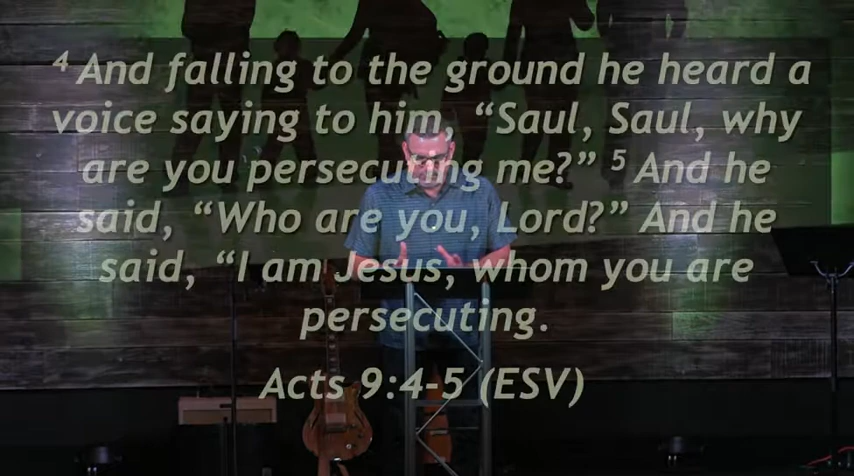 ⁴ And falling to the ground he heard a
voice saying to him, “Saul, Saul, why
are you persecuting me?” ⁵ And he
said, “Who are you, Lord?” And he
said, “I am Jesus, whom you are
persecuting.
Acts 9:4-5 (ESV)